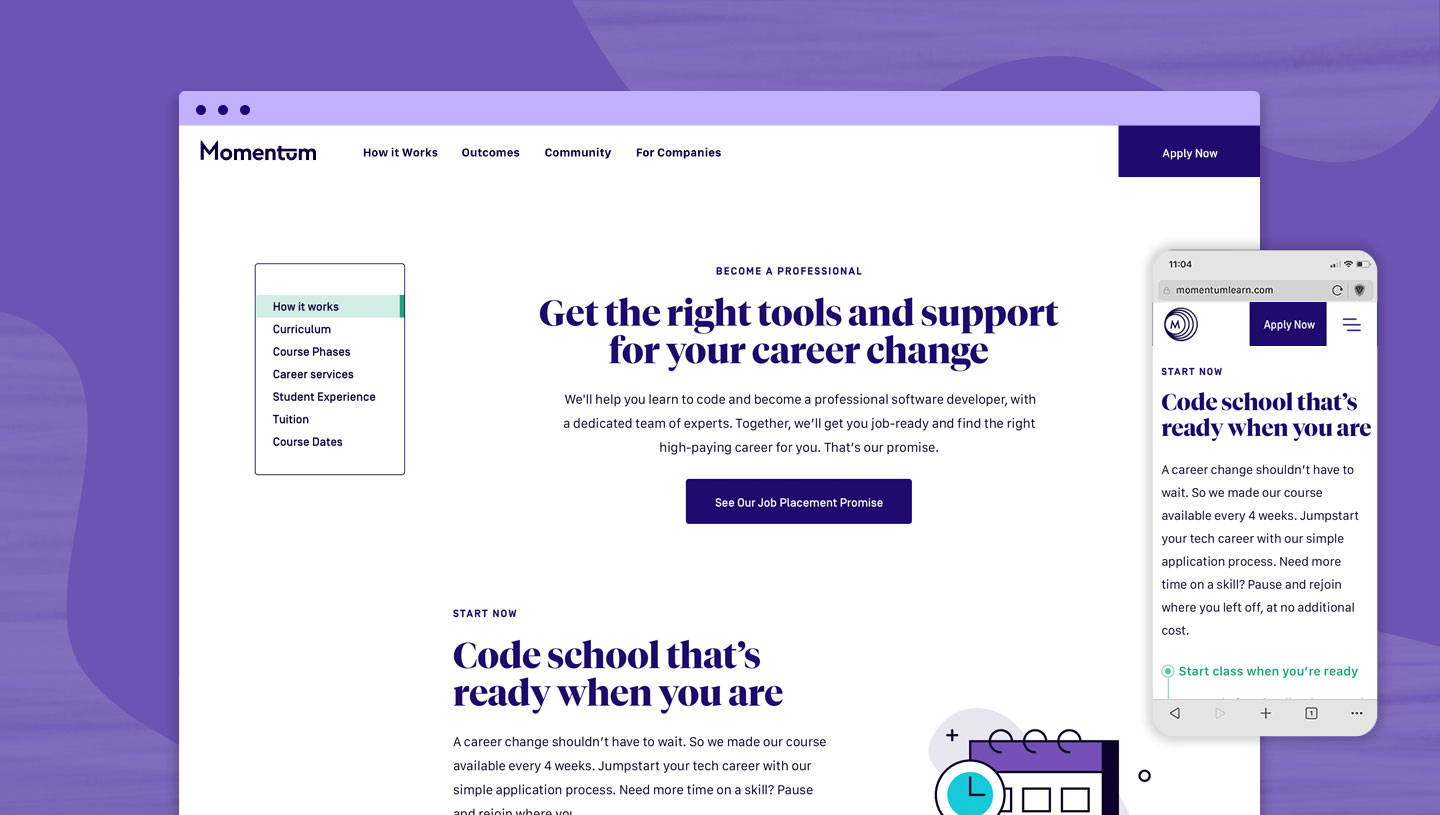 Momentum
How it Works
Outcomes
Community
For Companies
Apply Now
How it works
Curriculum
Course Phases
Career services
Student Experience
Tuition
Course Dates
BECOME A PROFESSIONAL
Get the right tools and support
for your career change
We'll help you learn to code and become a professional software developer, with
a dedicated team of experts. Together, we’ll get you job-ready and find the right
high-paying career for you. That’s our promise.
See Our Job Placement Promise
START NOW
Code school that’s
ready when you are
A career change shouldn’t have to wait. So we made our course
available every 4 weeks. Jumpstart your tech career with our
simple application process. Need more time on a skill? Pause
and rejoin where you
11:04
momentumlearn.com
M
Apply Now
START NOW
Code school that’s
ready when you are
A career change shouldn’t have to
wait. So we made our course
available every 4 weeks. Jumpstart
your tech career with our simple
application process. Need more
time on a skill? Pause and rejoin
where you left off, at no additional
cost.
Start class when you’re ready
1